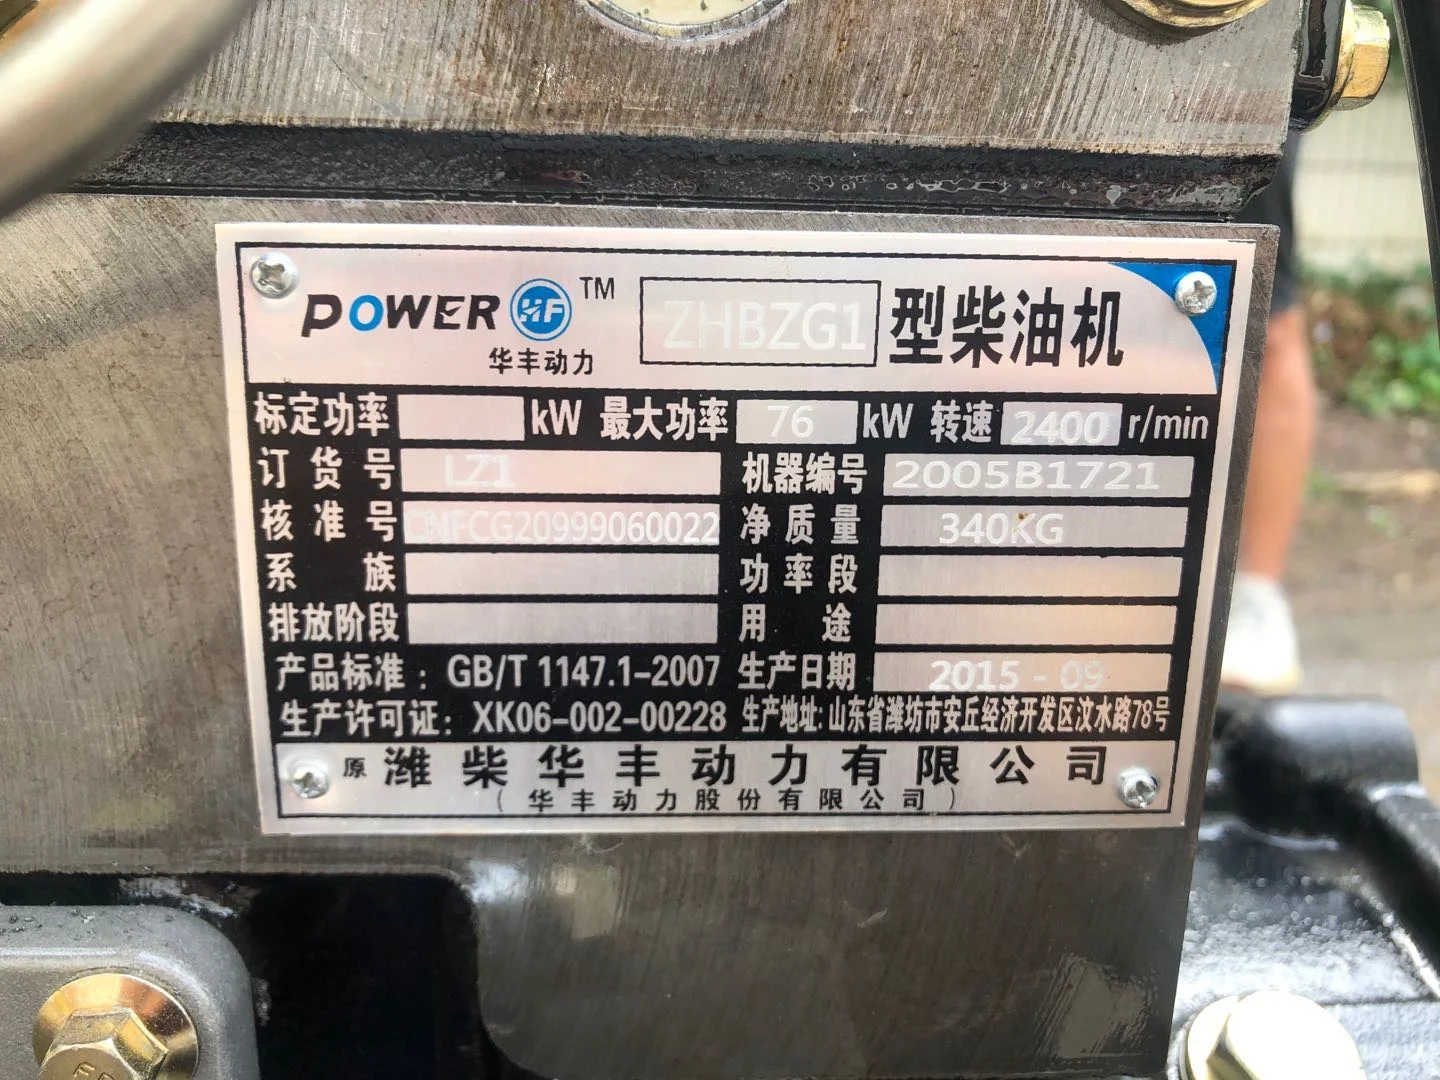 POWER HF TM ZHBZG1 型柴油机
华丰动力
标定功率 kW 最大功率 76 kW 转速 2400 r/min
订货号 LZ1 机器编号 2005B1721
核准号 CNFCG20999060022 净质量 340KG
系族 功率段
排放阶段 用途
产品标准: GB/T 1147.1-2007 生产日期 2015-09
生产许可证: XK06-002-00228 生产地址:山东省潍坊市安丘经济开发区汶水路78号
原潍柴华丰动力有限公司
(华丰动力股份有限公司)